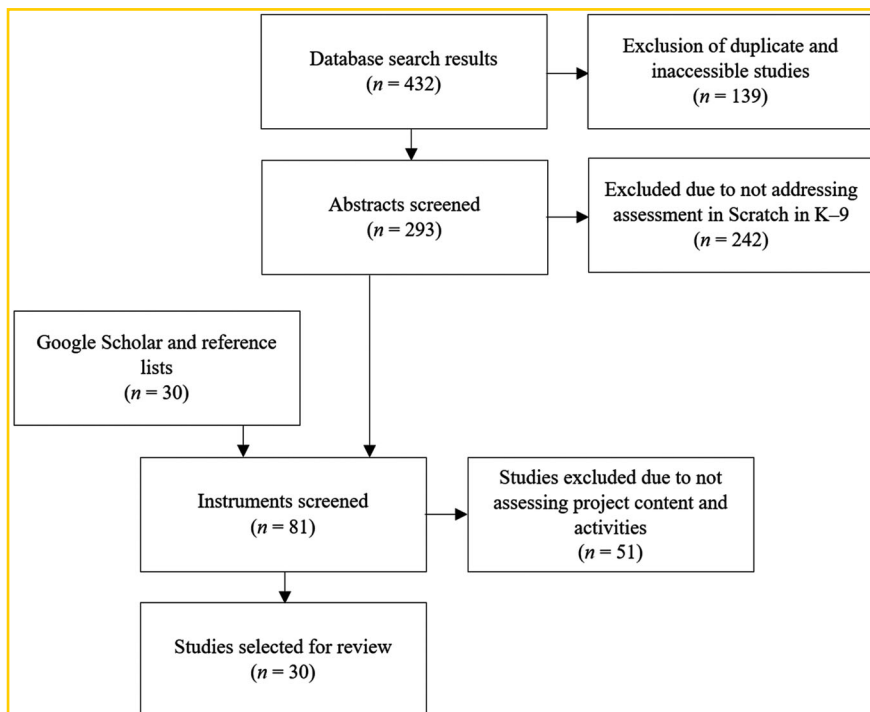 Database search results
(n = 432)
Exclusion of duplicate and
inaccessible studies
(n = 139)
Abstracts screened
(n = 293)
Excluded due to not addressing
assessment in Scratch in K–9
(n = 242)
Google Scholar and reference
lists
(n = 30)
Instruments screened
(n = 81)
Studies excluded due to not
assessing project content and
activities
(n = 51)
Studies selected for review
(n = 30)